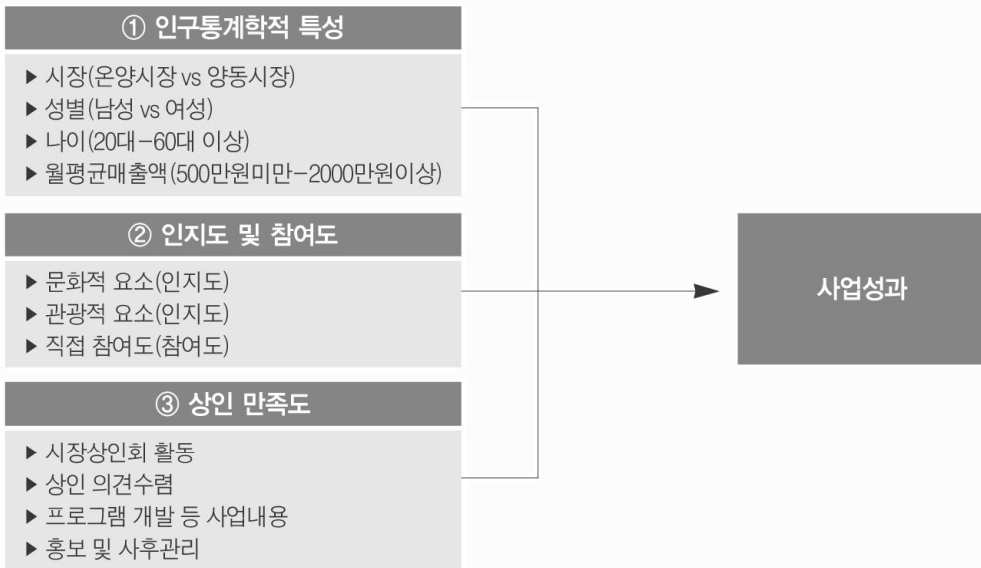 ① 인구통계학적 특성
▶ 시장(온양시장 vs 양동시장)
▶ 성별(남성 vs 여성)
▶ 나이(20대-60대 이상)
▶ 월평균매출액(500만원미만-2000만원이상)
② 인지도 및 참여도
▶ 문화적 요소(인지도)
▶ 관광적 요소(인지도)
▶ 직접 참여도(참여도)
③ 상인 만족도
▶ 시장상인회 활동
▶ 상인 의견수렴
▶ 프로그램 개발 등 사업내용
▶ 홍보 및 사후관리
사업성과